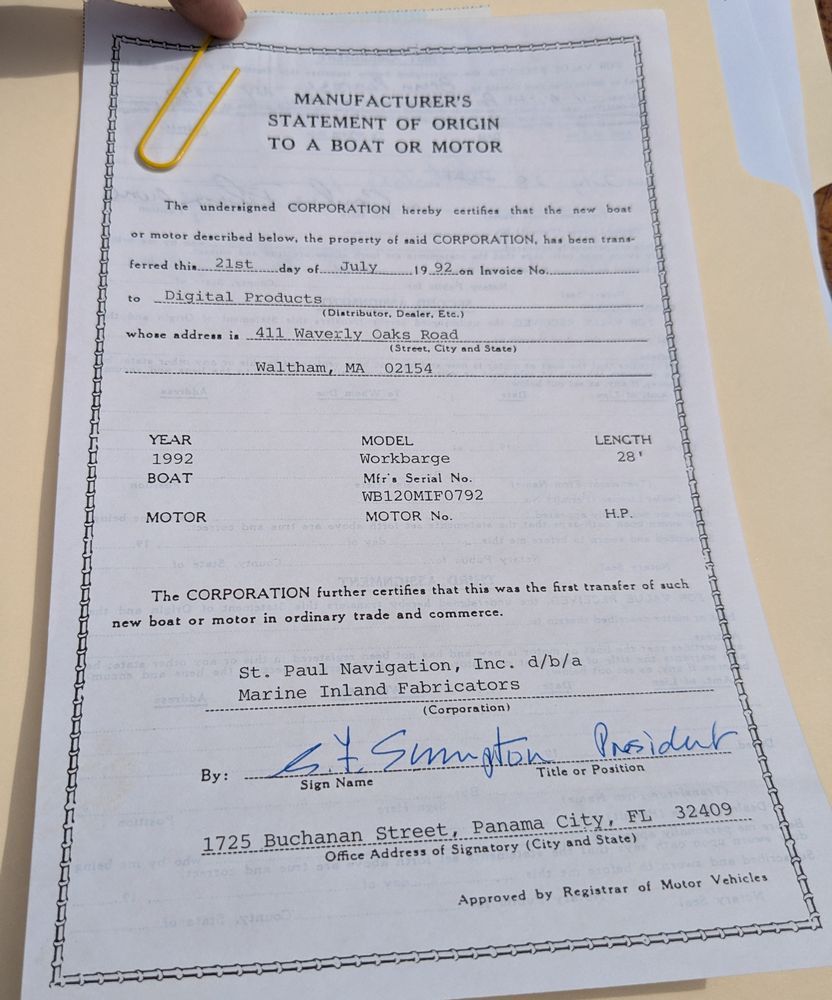 MANUFACTURER'S
STATEMENT OF ORIGIN
TO A BOAT OR MOTOR
The undersigned CORPORATION hereby certifies that the new boat
or motor described below, the property of said CORPORATION, has been trans-
ferred this 21st day of July 1992 on Invoice No.
to Digital Products
(Distributor, Dealer, Etc.)
whose address is 411 Waverly Oaks Road
(Street, City and State)
Waltham, MA 02154
YEAR MODEL LENGTH
1992 Workbarge 28'
BOAT Mfr's Serial No.
WB120MIF0792
MOTOR MOTOR No. H.P.
The CORPORATION further certifies that this was the first transfer of such
new boat or motor in ordinary trade and commerce.
St. Paul Navigation, Inc. d/b/a
Marine Inland Fabricators
(Corporation)
By: President
Sign Name Title or Position
1725 Buchanan Street, Panama City, FL 32409
Office Address of Signatory (City and State)
Approved by Registrar of Motor Vehicles